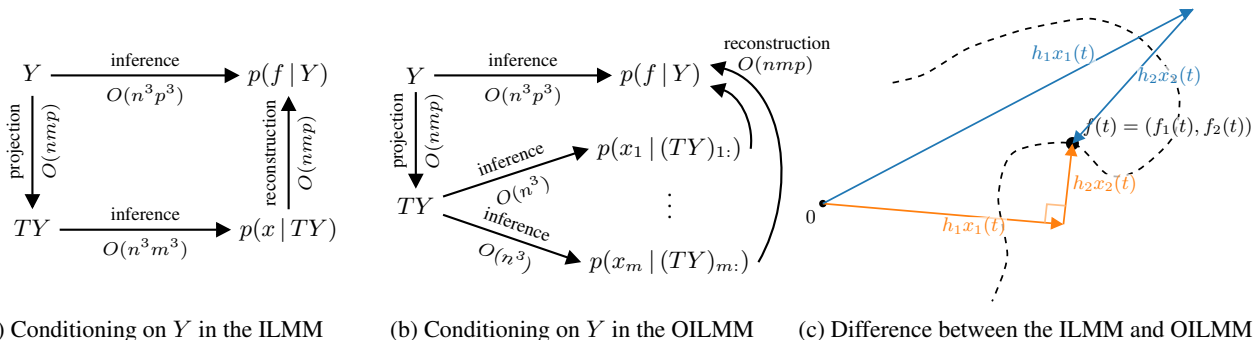 inference
Y
p(f | Y)
O(n³p³)
projection
O(nmp)
reconstruction
O(nmp)
inference
TY
p(x | TY)
O(n³m³)
) Conditioning on Y in the ILMM
reconstruction
O(nmp)
inference
Y
p(f | Y)
O(n³p³)
projection
O(nmp)
p(x₁ | (TY)₁:)
inference
O(n³)
TY
⋮
inference
O(n³)
p(xₘ | (TY)ₘ:)
(b) Conditioning on Y in the OILMM
h₁x₁(t)
h₂x₂(t)
f(t) = (f₁(t), f₂(t))
h₂x₂(t)
0
h₁x₁(t)
(c) Difference between the ILMM and OILMM